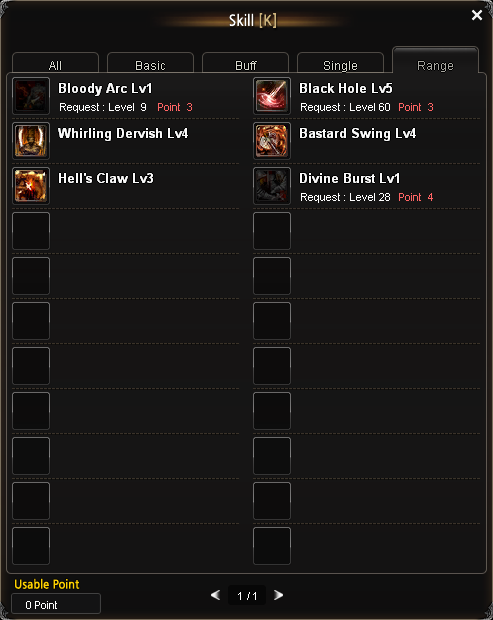 Skill [K]
All
Basic
Buff
Single
Range
Bloody Arc Lv1
Request : Level 9 Point 3
Black Hole Lv5
Request : Level 60 Point 3
Whirling Dervish Lv4
Bastard Swing Lv4
Hell's Claw Lv3
Divine Burst Lv1
Request : Level 28 Point 4
Usable Point
0 Point
1 / 1